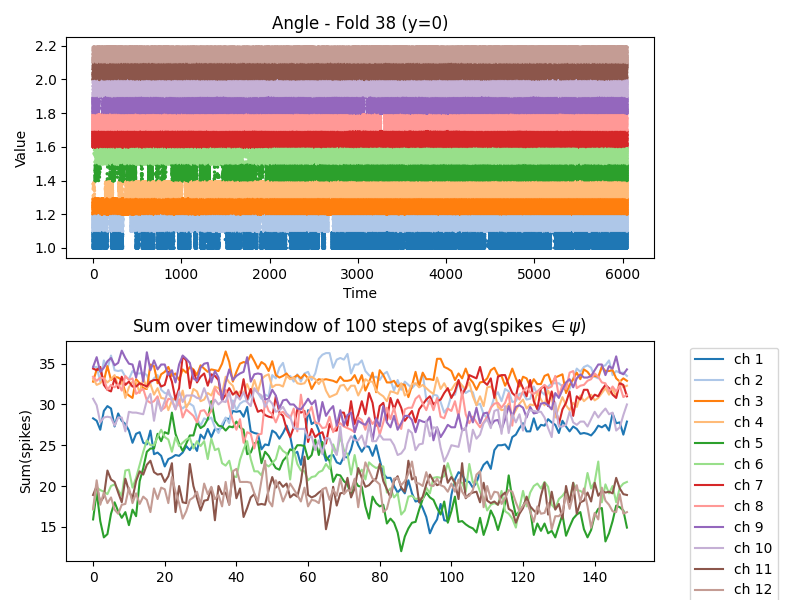 Angle - Fold 38 (y=0)
2.2
2.0
1.8
1.6
1.4
1.2
1.0
Value
0 1000 2000 3000 4000 5000 6000
Time
Sum over timewindow of 100 steps of avg(spikes ∈ ψ)
35
30
25
20
15
Sum(spikes)
0 20 40 60 80 100 120 140
ch 1
ch 2
ch 3
ch 4
ch 5
ch 6
ch 7
ch 8
ch 9
ch 10
ch 11
ch 12